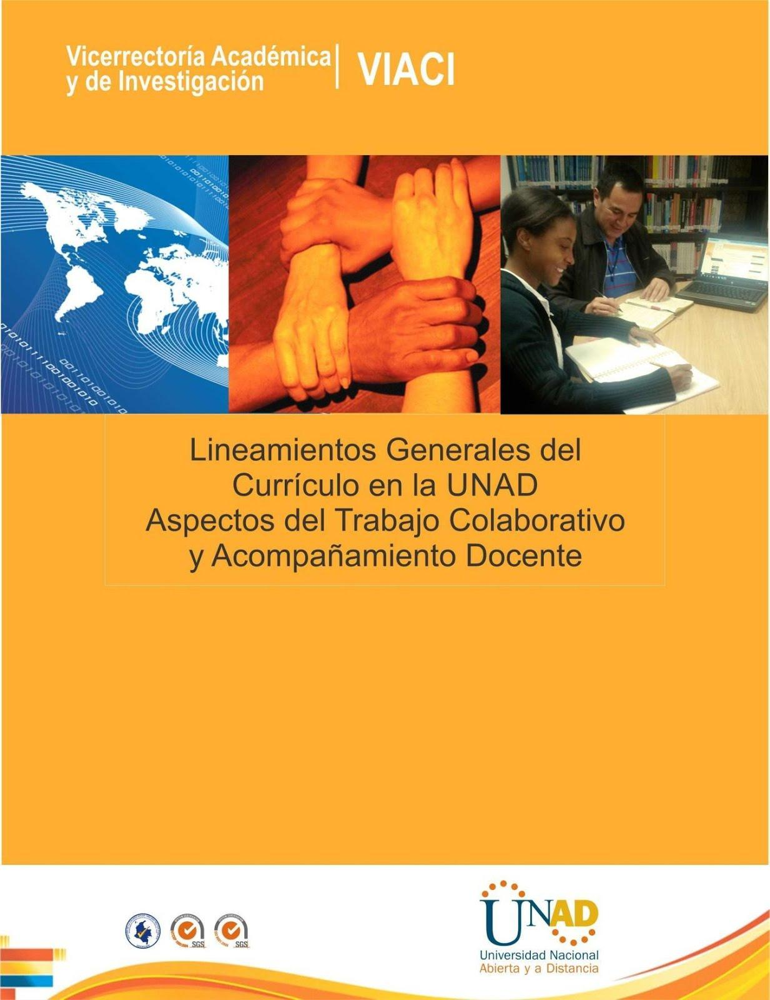 Vicerrectoría Académica
y de Investigación
VIACI
Lineamientos Generales del
Currículo en la UNAD
Aspectos del Trabajo Colaborativo
y Acompañamiento Docente
SGS
SGS
UNAD
Universidad Nacional
Abierta y a Distancia